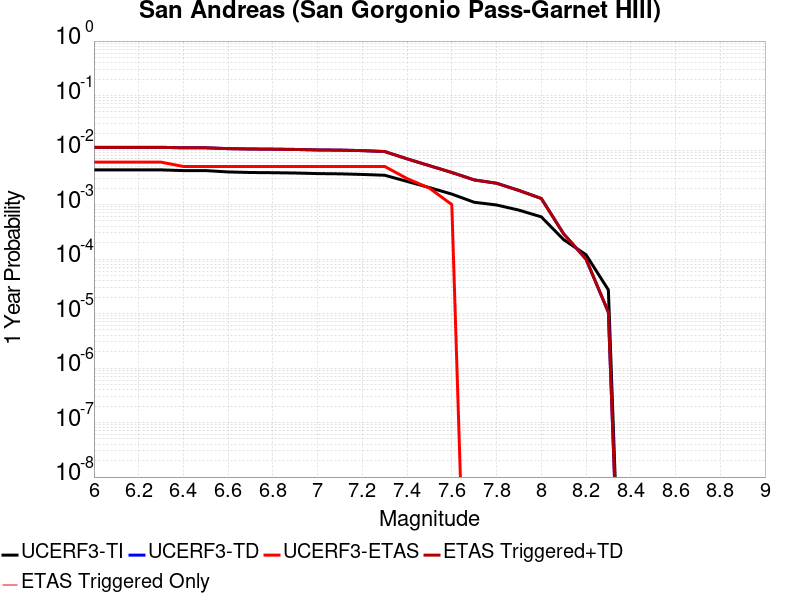 San Andreas (San Gorgonio Pass-Garnet HIll)
10^0
10^-1
10^-2
10^-3
10^-4
10^-5
10^-6
10^-7
10^-8
1 Year Probability
6 6.2 6.4 6.6 6.8 7 7.2 7.4 7.6 7.8 8 8.2 8.4 8.6 8.8 9
Magnitude
UCERF3-TI UCERF3-TD UCERF3-ETAS ETAS Triggered+TD
ETAS Triggered Only